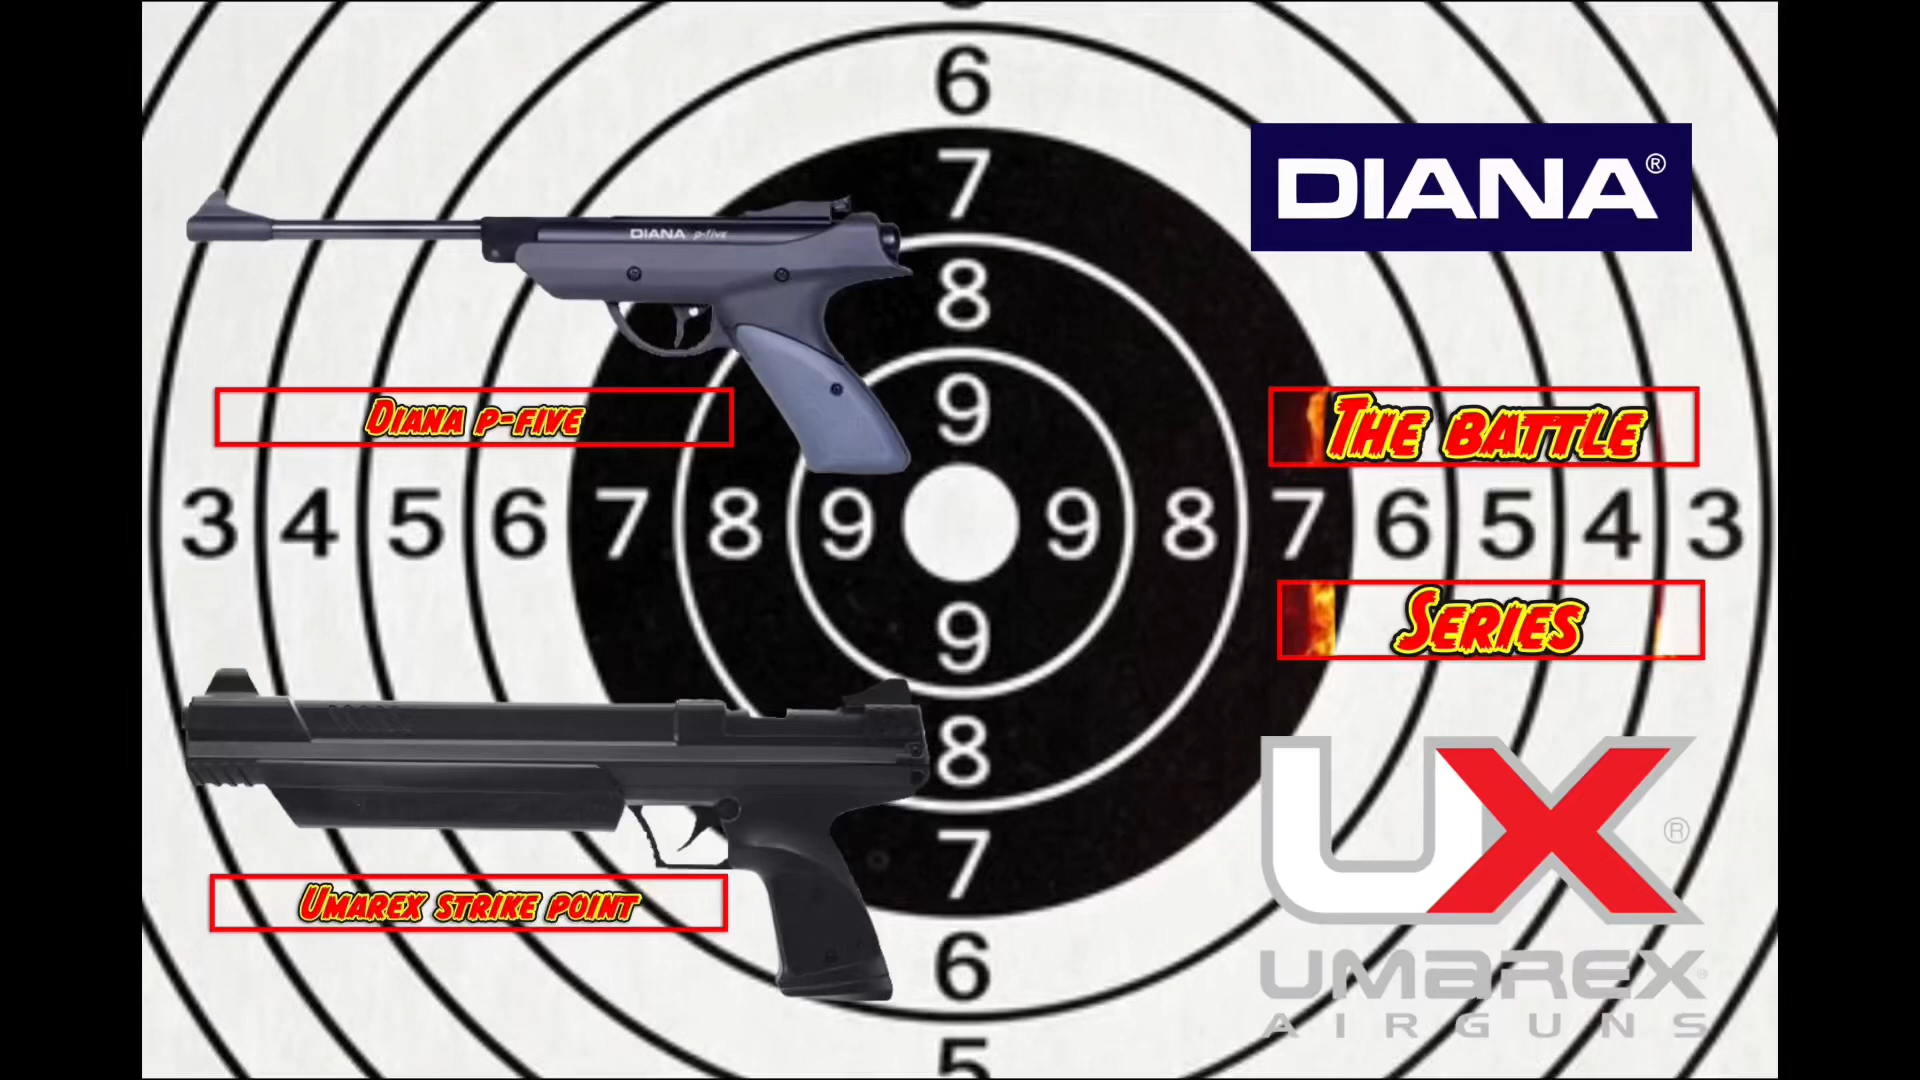 6
7
DIANA®
DIANA p-five
8
9
DIANA P-FIVE
THE BATTLE
3 4 5 6 7 8 9 9 8 7 6 5 4 3
SERIES
9
8
UX®
7
UMAREX STRIKE POINT
6
UMAREX®
AIRGUNS
5